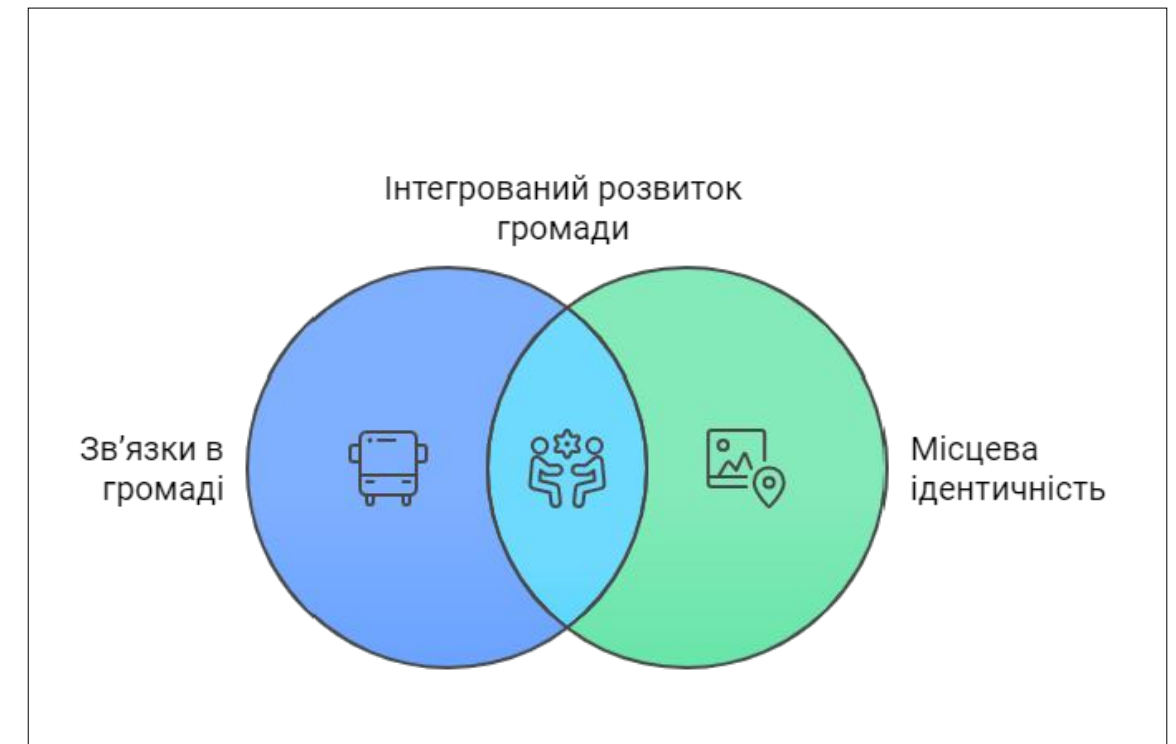 Інтегрований розвиток
громади
Зв’язки в
громаді
Місцева
ідентичність